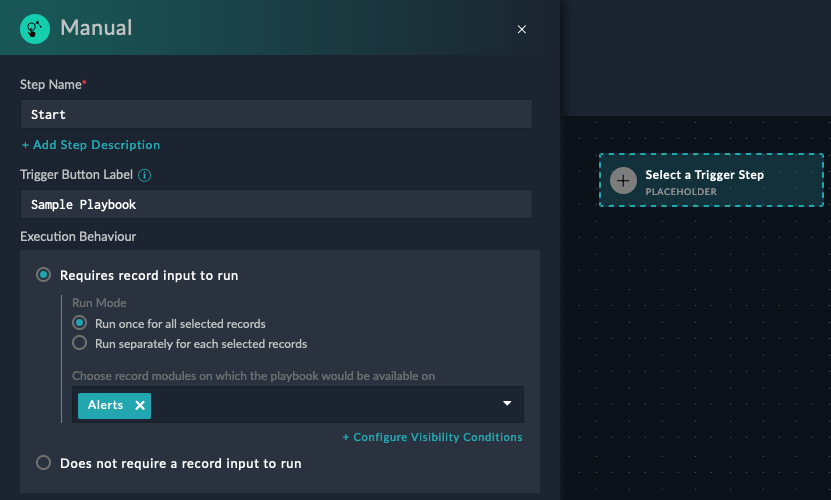 Manual
Step Name*
Start
+ Add Step Description
Trigger Button Label
Sample Playbook
Execution Behaviour
Requires record input to run
Run Mode
Run once for all selected records
Run separately for each selected records
Choose record modules on which the playbook would be available on
Alerts
+ Configure Visibility Conditions
Does not require a record input to run
Select a Trigger Step
PLACEHOLDER